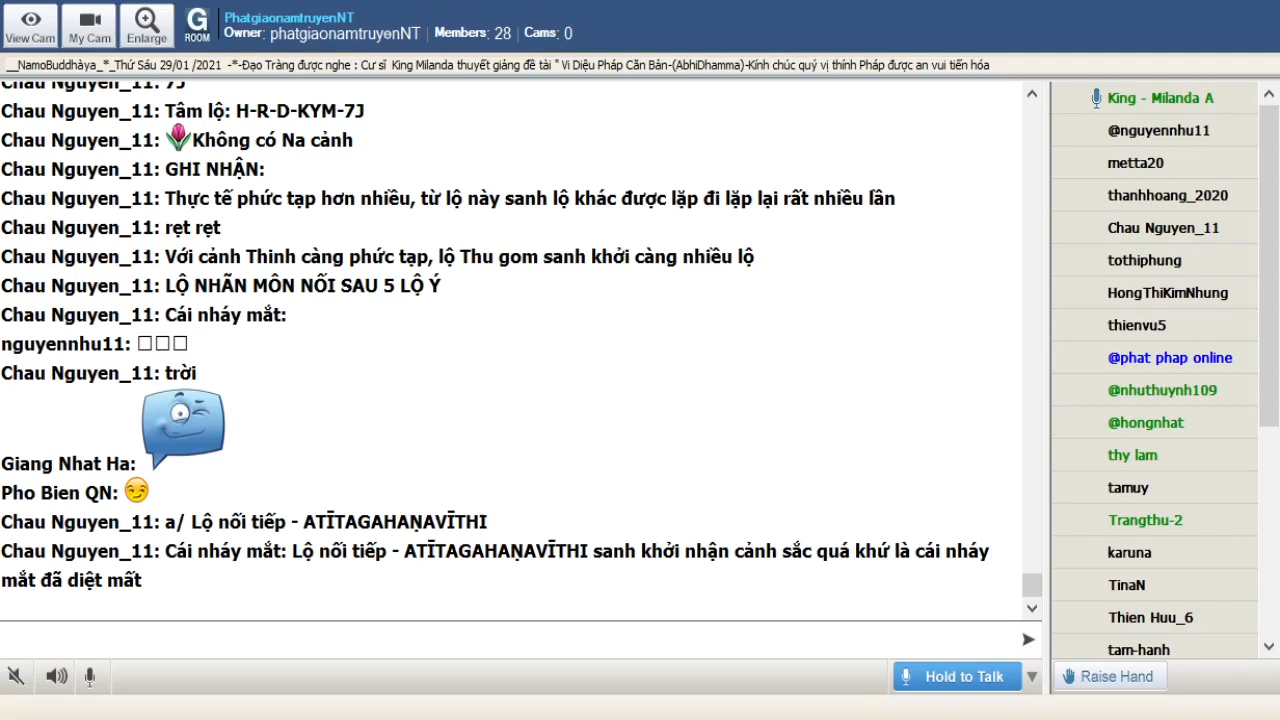 View Cam
My Cam
Enlarge
G
ROOM
PhatgiaonamtruyenNT
Owner: phatgiaonamtruyenNT Members: 28 Cams: 0
__NamoBuddhàya_*_Thứ Sáu 29/01 /2021 -*-Đạo Tràng được nghe : Cư sĩ King Milanda thuyết giảng đề tài " Vi Diệu Pháp Căn Bản-(AbhiDhamma)-Kính chúc quý vị thính Pháp được an vui tiến hóa
Chau Nguyen_11: 7J
Chau Nguyen_11: Tâm lộ: H-R-D-KYM-7J
Chau Nguyen_11: Không có Na cảnh
Chau Nguyen_11: GHI NHẬN:
Chau Nguyen_11: Thực tế phức tạp hơn nhiều, từ lộ này sanh lộ khác được lặp đi lặp lại rất nhiều lần
Chau Nguyen_11: rẹt rẹt
Chau Nguyen_11: Với cảnh Thinh càng phức tạp, lộ Thu gom sanh khởi càng nhiều lộ
Chau Nguyen_11: LỘ NHÃN MÔN NỐI SAU 5 LỘ Ý
Chau Nguyen_11: Cái nháy mắt:
nguyennhu11: □□□
Chau Nguyen_11: trời
Giang Nhat Ha:
Pho Bien QN:
Chau Nguyen_11: a/ Lộ nối tiếp - ATĪTAGAHAṆAVĪTHI
Chau Nguyen_11: Cái nháy mắt: Lộ nối tiếp - ATĪTAGAHAṆAVĪTHI sanh khởi nhận cảnh sắc quá khứ là cái nháy
mắt đã diệt mất
King - Milanda A
@nguyennhu11
metta20
thanhhoang_2020
Chau Nguyen_11
tothiphung
HongThiKimNhung
thienvu5
@phat phap online
@nhuthuynh109
@hongnhat
thy lam
tamuy
Trangthu-2
karuna
TinaN
Thien Huu_6
tam-hanh
Hold to Talk
Raise Hand